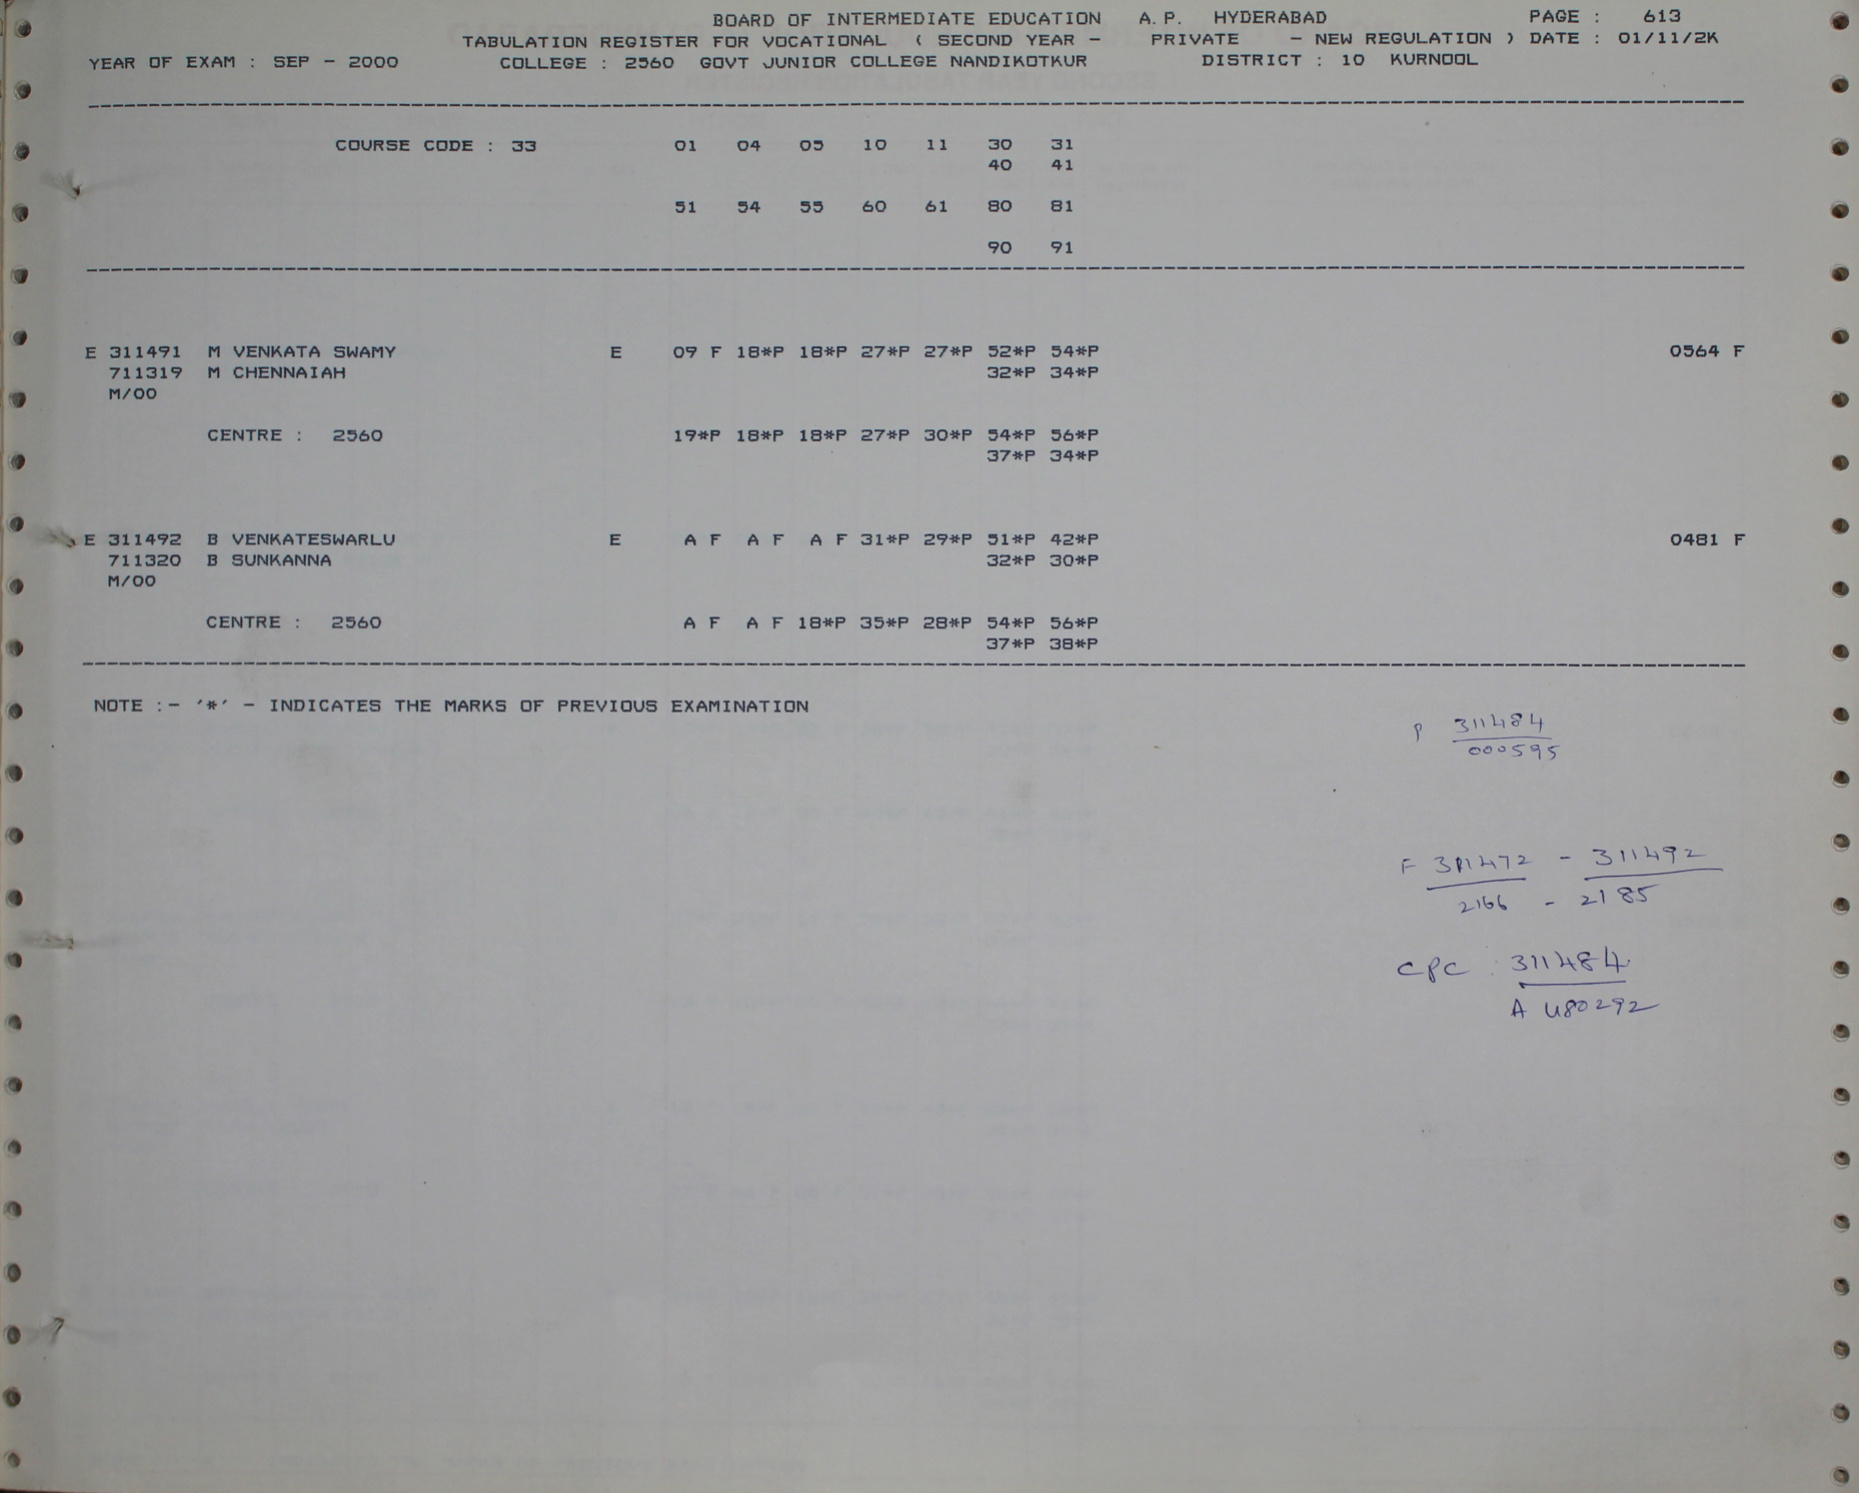 BOARD OF INTERMEDIATE EDUCATION A. P. HYDERABAD PAGE : 613
TABULATION REGISTER FOR VOCATIONAL ( SECOND YEAR - PRIVATE - NEW REGULATION ) DATE : 01/11/2K
YEAR OF EXAM : SEP - 2000 COLLEGE : 2560 GOVT JUNIOR COLLEGE NANDIKOTKUR DISTRICT : 10 KURNOOL
COURSE CODE : 33 01 04 05 10 11 30 31
40 41
51 54 55 60 61 80 81
90 91
E 311491 M VENKATA SWAMY E 09 F 18*P 18*P 27*P 27*P 52*P 54*P 0564 F
711319 M CHENNAIAH 32*P 34*P
M/00
CENTRE : 2560 19*P 18*P 18*P 27*P 30*P 54*P 56*P
37*P 34*P
E 311492 B VENKATESWARLU E A F A F A F 31*P 29*P 51*P 42*P 0481 F
711320 B SUNKANNA 32*P 30*P
M/00
CENTRE : 2560 A F A F 18*P 35*P 28*P 54*P 56*P
37*P 38*P
NOTE :- '*' - INDICATES THE MARKS OF PREVIOUS EXAMINATION
P 311484
000595
F 311472 - 311492
2166 - 2185
CPC : 311484
A 480292